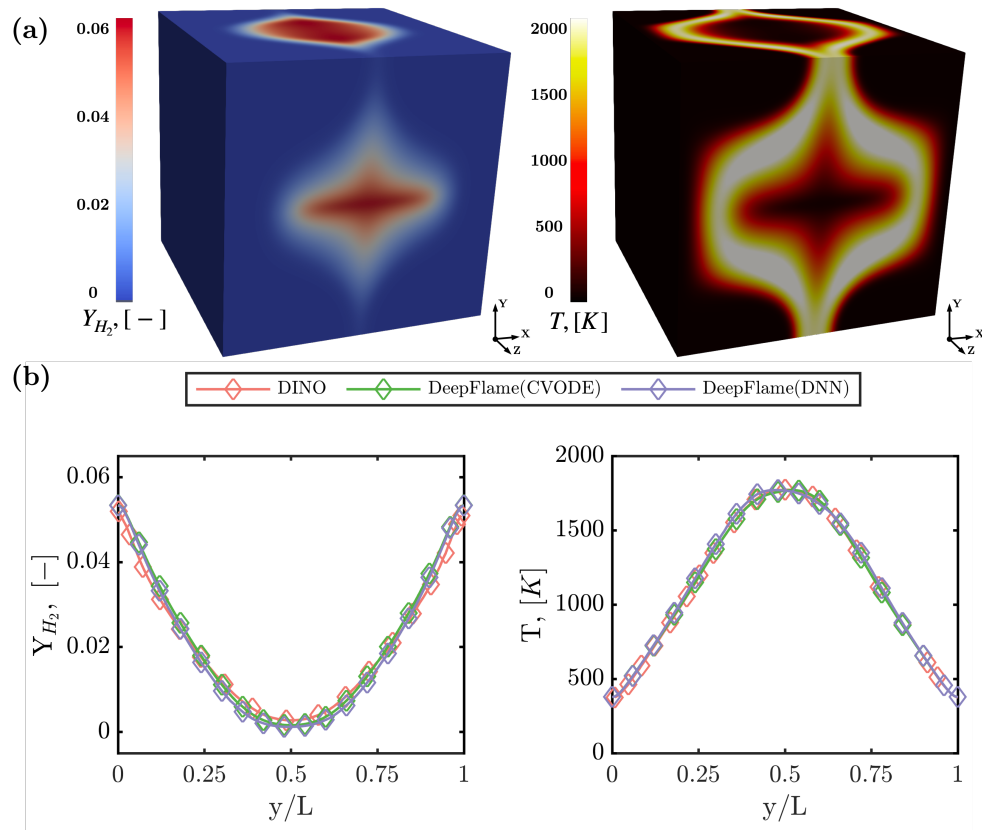 (a)
0.06
0.04
0.02
0
Y_{H_2}, [-]
Y
X
Z
2000
1500
1000
500
0
T, [K]
Y
X
Z
(b)
DINO DeepFlame(CVODE) DeepFlame(DNN)
0.06
0.04
0.02
0
Y_{H_2}, [-]
0 0.25 0.5 0.75 1
y/L
2000
1500
1000
500
0
T, [K]
0 0.25 0.5 0.75 1
y/L